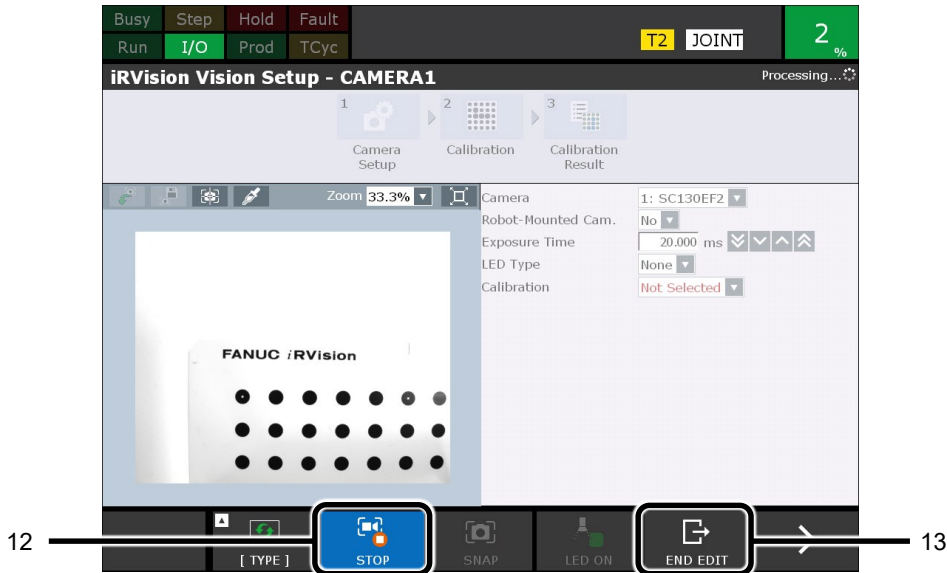 Busy Step Hold Fault
Run I/O Prod TCyc
T2 JOINT 2 %
iRVision Vision Setup - CAMERA1 Processing...
1 2 3
Camera Setup
Calibration
Calibration Result
Zoom 33.3%
FANUC iRVision
Camera 1: SC130EF2
Robot-Mounted Cam. No
Exposure Time 20.000 ms
LED Type None
Calibration Not Selected
12 [ TYPE ] STOP SNAP LED ON END EDIT 13